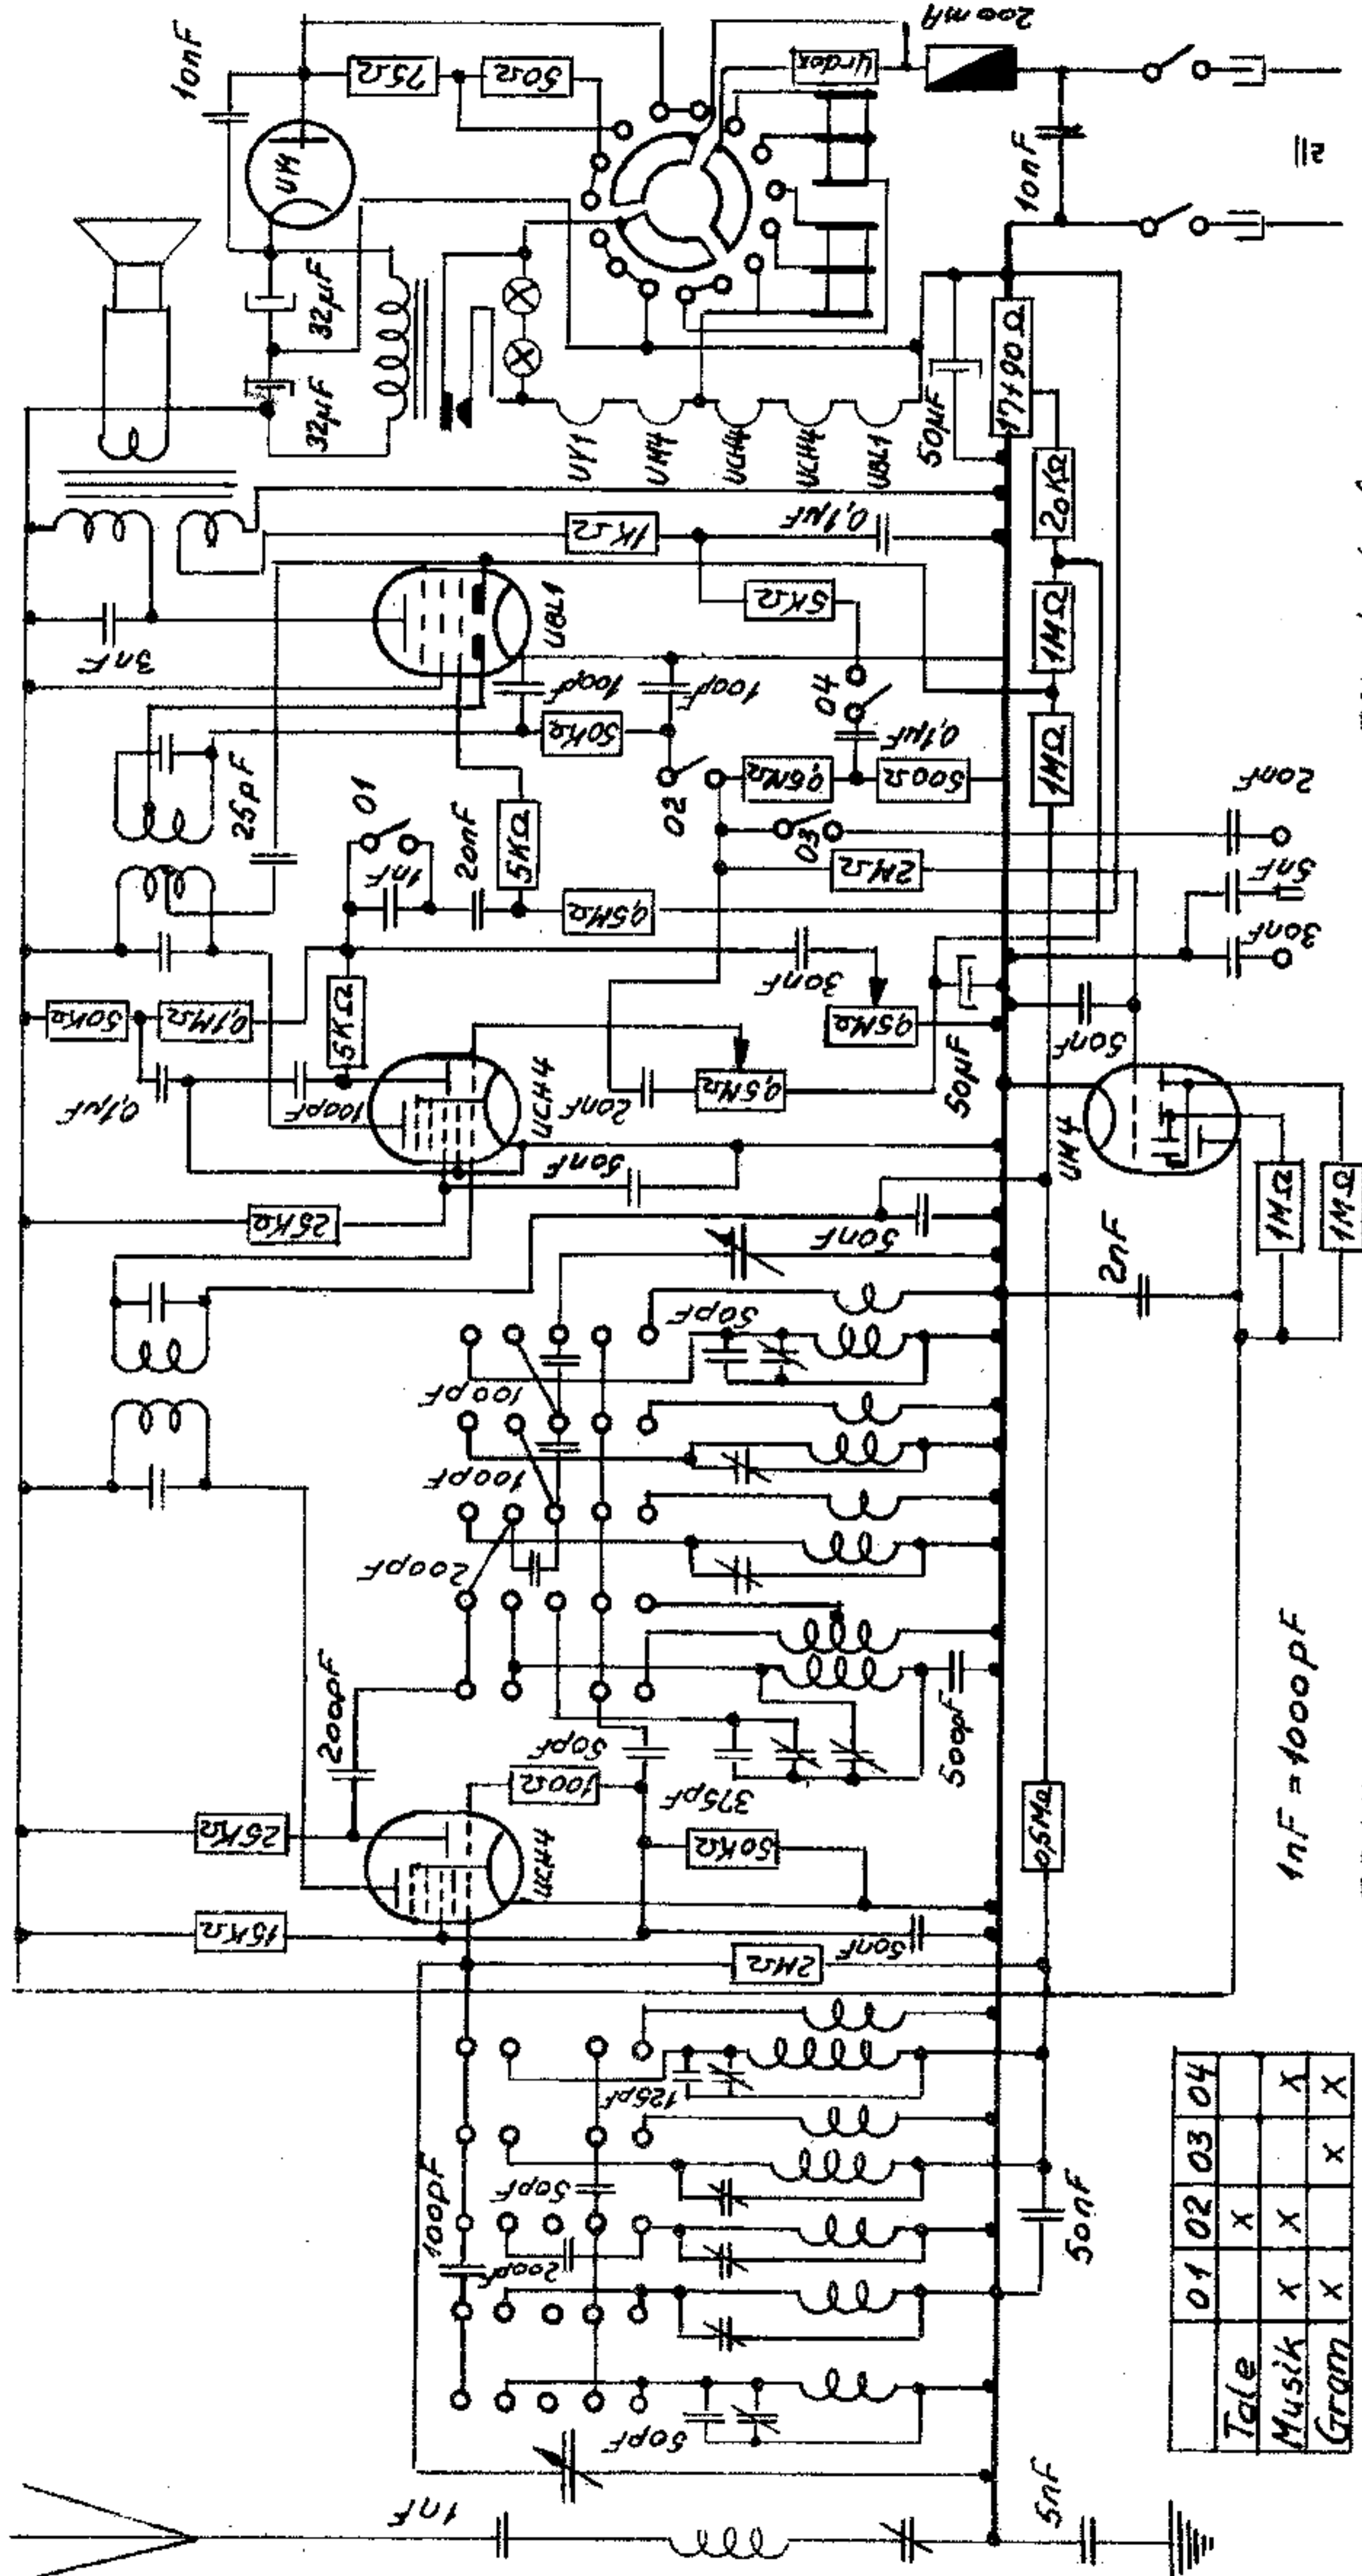 10nF
UY1
75Ω
50Ω
Urdox
200mA
10nF
32µF
32µF
UY1
UM4
UCH4
UCH4
UBL1
50µF
17+90Ω
20KΩ
1MΩ
1MΩ
1KΩ
0,1µF
5KΩ
04
0,1µF
500Ω
0,5MΩ
3nF
UBL1
100pF
100pF
50KΩ
02
03
25pF
01
1nF
20nF
5KΩ
0,5MΩ
2MΩ
20nF
5nF
30nF
50KΩ
0,1MΩ
0,1µF
100pF
5KΩ
UCH4
30nF
0,5MΩ
20nF
0,5MΩ
50µF
50nF
UM4
1MΩ
1MΩ
2nF
25KΩ
50nF
50nF
50pF
100pF
100pF
200pF
200pF
50pF
375pF
500pF
0,5MΩ
25KΩ
100Ω
50KΩ
UCH4
15KΩ
50nF
2MΩ
125pF
100pF
50pF
200pF
50pF
50nF
1nF
5nF
1nF = 1000pF
01 02 03 04
Tale X
Musik X X X
Gram X X X